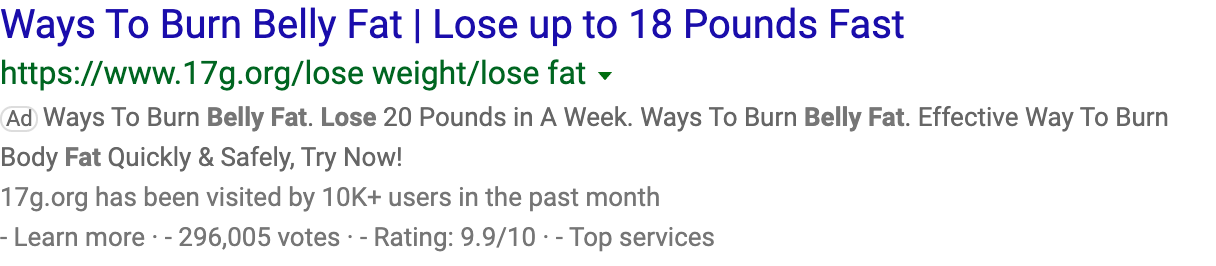 Ways To Burn Belly Fat | Lose up to 18 Pounds Fast
https://www.17g.org/lose weight/lose fat
Ad Ways To Burn Belly Fat. Lose 20 Pounds in A Week. Ways To Burn Belly Fat. Effective Way To Burn
Body Fat Quickly & Safely, Try Now!
17g.org has been visited by 10K+ users in the past month
- Learn more · - 296,005 votes · - Rating: 9.9/10 · - Top services